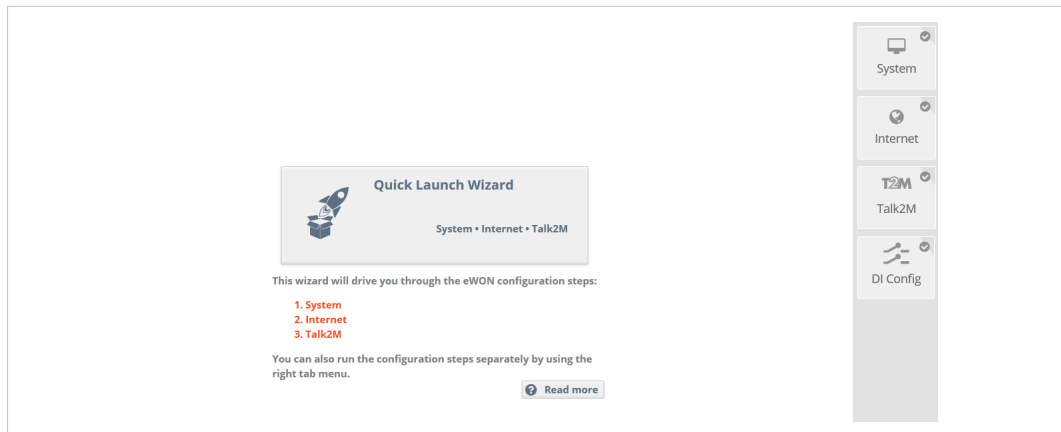 Quick Launch Wizard
System • Internet • Talk2M
This wizard will drive you through the eWON configuration steps:
1. System
2. Internet
3. Talk2M
You can also run the configuration steps separately by using the
right tab menu.
Read more
System
Internet
T2M
Talk2M
DI Config